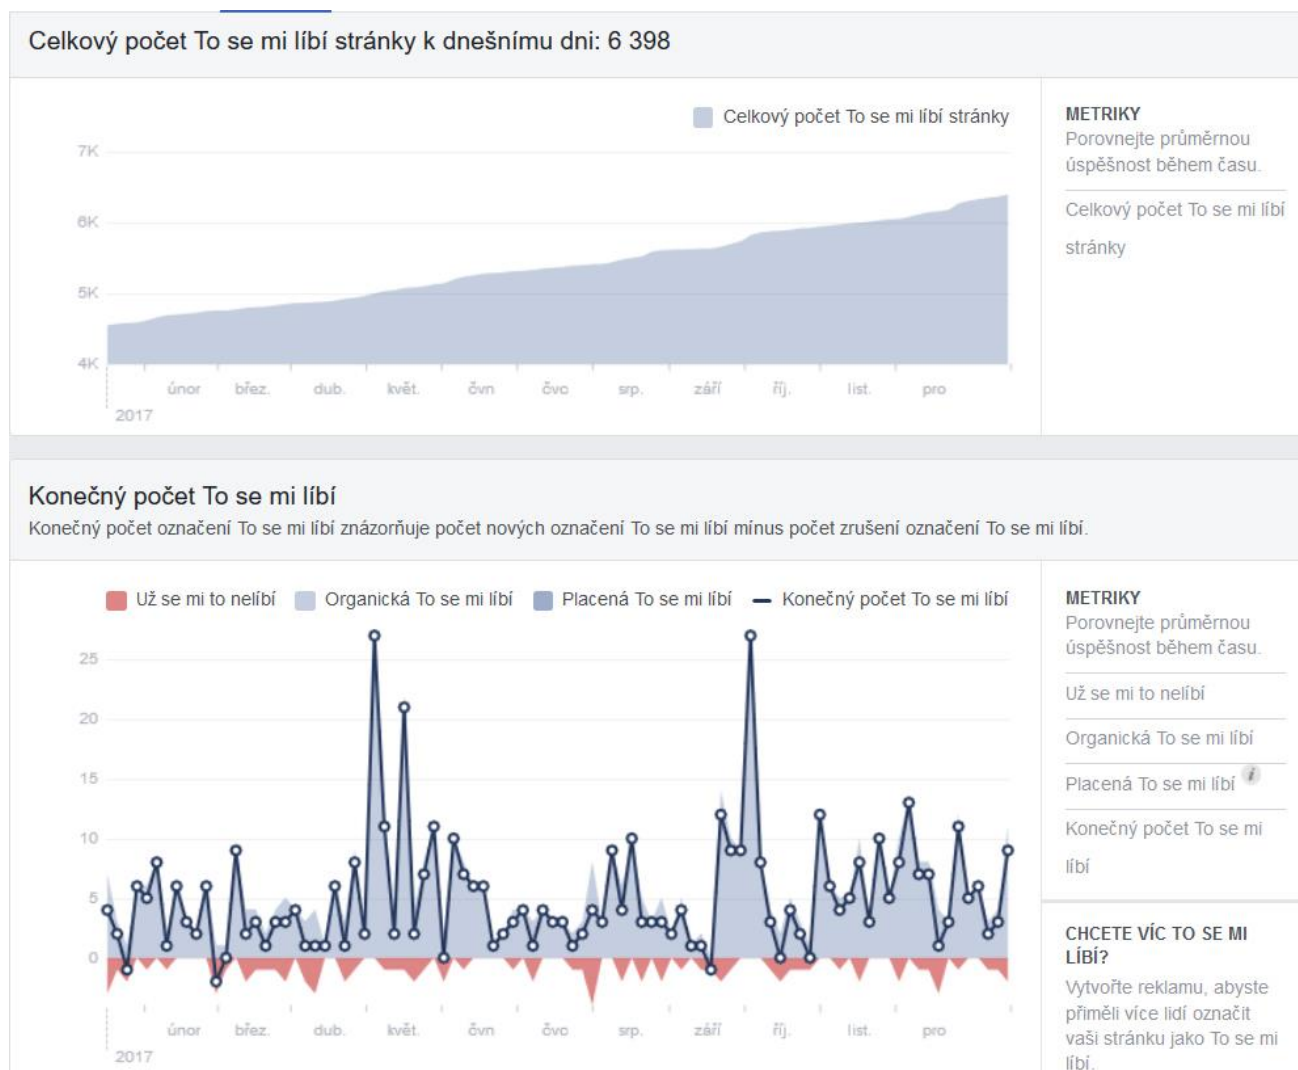 Celkový počet To se mi líbí stránky k dnešnímu dni: 6 398
Celkový počet To se mi líbí stránky
7K
6K
5K
4K
únor břez. dub. květ. čvn čvc srp. září říj. list. pro
2017
METRIKY
Porovnejte průměrnou
úspěšnost během času.
Celkový počet To se mi líbí
stránky
Konečný počet To se mi líbí
Konečný počet označení To se mi líbí znázorňuje počet nových označení To se mi líbí mínus počet zrušení označení To se mi líbí.
Už se mi to nelíbí Organická To se mi líbí Placená To se mi líbí Konečný počet To se mi líbí
25
20
15
10
5
0
únor břez. dub. květ. čvn čvc srp. září říj. list. pro
2017
METRIKY
Porovnejte průměrnou
úspěšnost během času.
Už se mi to nelíbí
Organická To se mi líbí
Placená To se mi líbí i
Konečný počet To se mi
líbí
CHCETE VÍC TO SE MI
LÍBÍ?
Vytvořte reklamu, abyste
přiměli více lidí označit
vaši stránku jako To se mi
líbí.